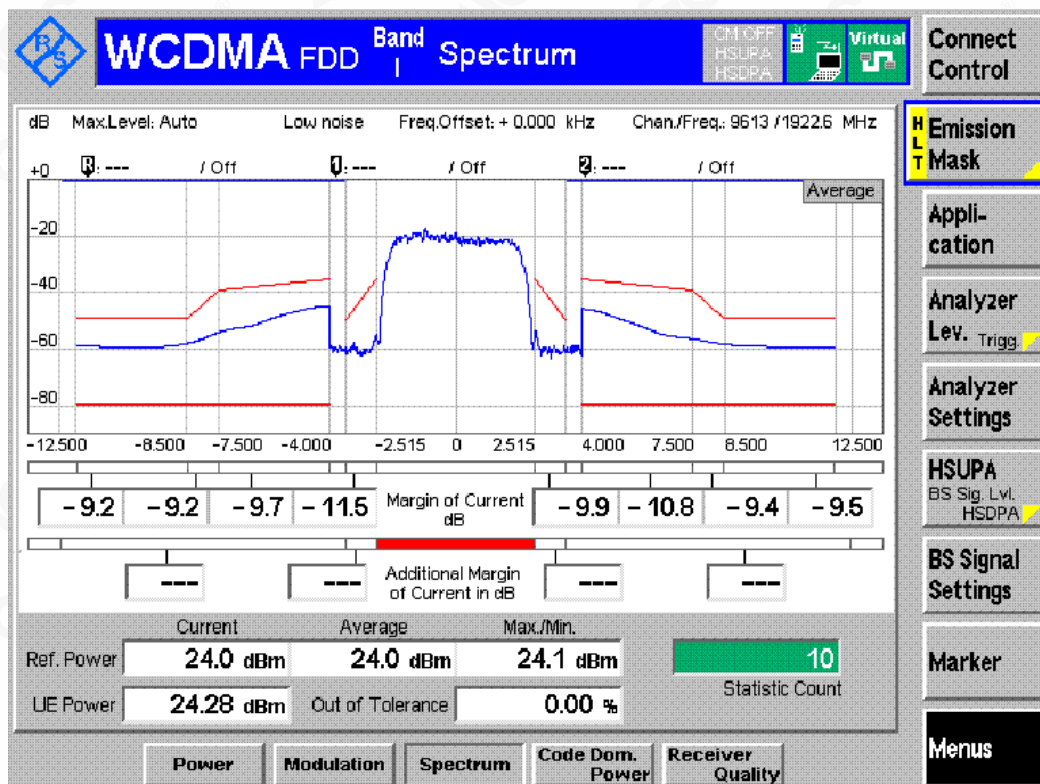 R&S
WCDMA FDD Band I Spectrum
CM:OFF
HSUPA
HSDPA
Virtual
Connect Control
dB Max.Level: Auto Low noise Freq.Offset: + 0.000 kHz Chan./Freq.: 9613 / 1922.6 MHz
HLT Emission Mask
R: --- / Off 1: --- / Off 2: --- / Off
Average
+0
-20
-40
-60
-80
-12.500 -8.500 -7.500 -4.000 -2.515 0 2.515 4.000 7.500 8.500 12.500
-9.2 -9.2 -9.7 -11.5 Margin of Current dB -9.9 -10.8 -9.4 -9.5
--- --- Additional Margin of Current in dB --- ---
Current Average Max./Min.
Ref. Power 24.0 dBm 24.0 dBm 24.1 dBm 10
Statistic Count
UE Power 24.28 dBm Out of Tolerance 0.00 %
Appli-
cation
Analyzer
Lev. Trigg.
Analyzer
Settings
HSUPA
BS Sig. Lvl.
HSDPA
BS Signal
Settings
Marker
Menus
Power Modulation Spectrum Code Dom. Power Receiver Quality